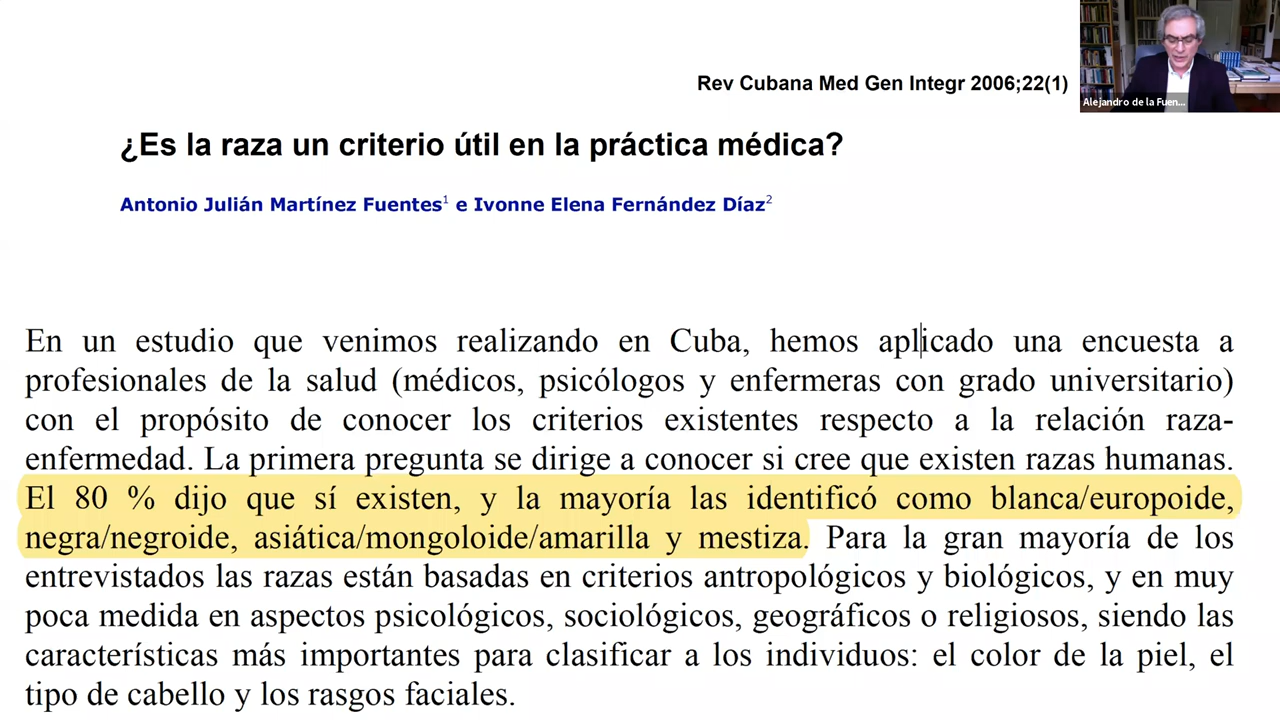 Rev Cubana Med Gen Integr 2006;22(1)
Alejandro de la Fuen...
¿Es la raza un criterio útil en la práctica médica?
Antonio Julián Martínez Fuentes1 e Ivonne Elena Fernández Díaz2
En un estudio que venimos realizando en Cuba, hemos aplicado una encuesta a
profesionales de la salud (médicos, psicólogos y enfermeras con grado universitario)
con el propósito de conocer los criterios existentes respecto a la relación raza-
enfermedad. La primera pregunta se dirige a conocer si cree que existen razas humanas.
El 80 % dijo que sí existen, y la mayoría las identificó como blanca/europoide,
negra/negroide, asiática/mongoloide/amarilla y mestiza. Para la gran mayoría de los
entrevistados las razas están basadas en criterios antropológicos y biológicos, y en muy
poca medida en aspectos psicológicos, sociológicos, geográficos o religiosos, siendo las
características más importantes para clasificar a los individuos: el color de la piel, el
tipo de cabello y los rasgos faciales.